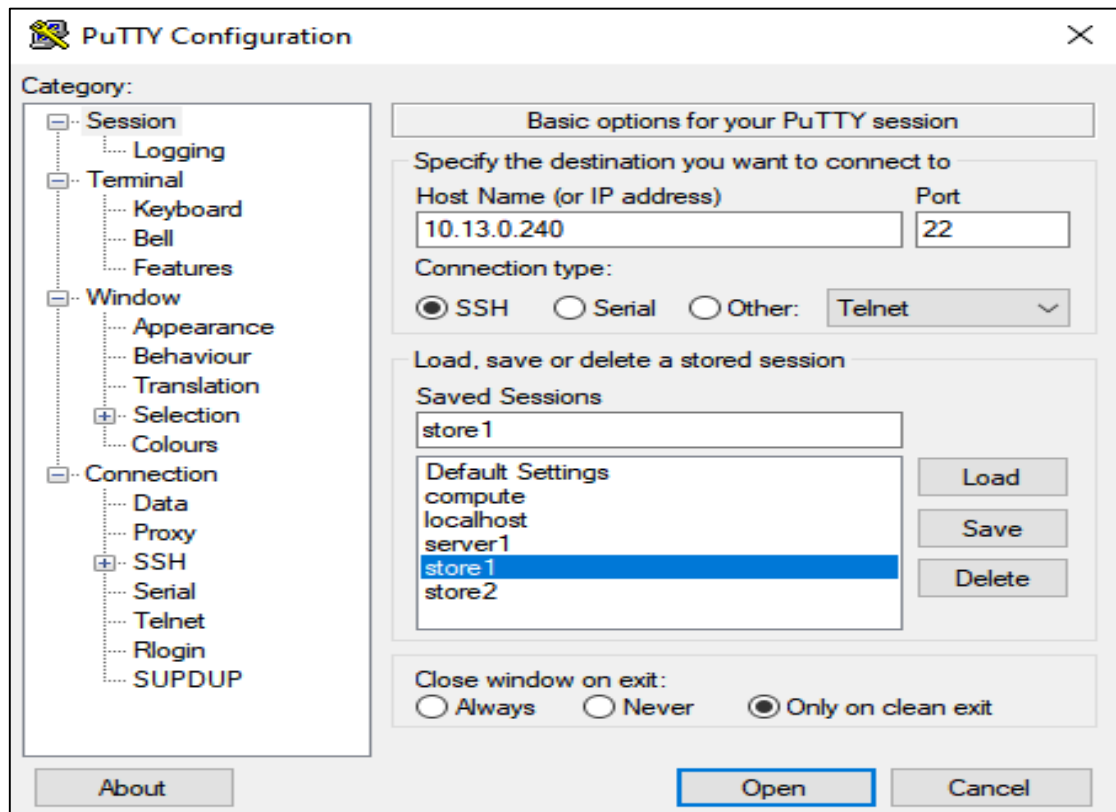 PuTTY Configuration
Category:
Session
Logging
Terminal
Keyboard
Bell
Features
Window
Appearance
Behaviour
Translation
Selection
Colours
Connection
Data
Proxy
SSH
Serial
Telnet
Rlogin
SUPDUP
Basic options for your PuTTY session
Specify the destination you want to connect to
Host Name (or IP address) Port
10.13.0.240 22
Connection type:
SSH Serial Other: Telnet
Load, save or delete a stored session
Saved Sessions
store1
Default Settings
compute
localhost
server1
store1
store2
Load
Save
Delete
Close window on exit:
Always Never Only on clean exit
About Open Cancel